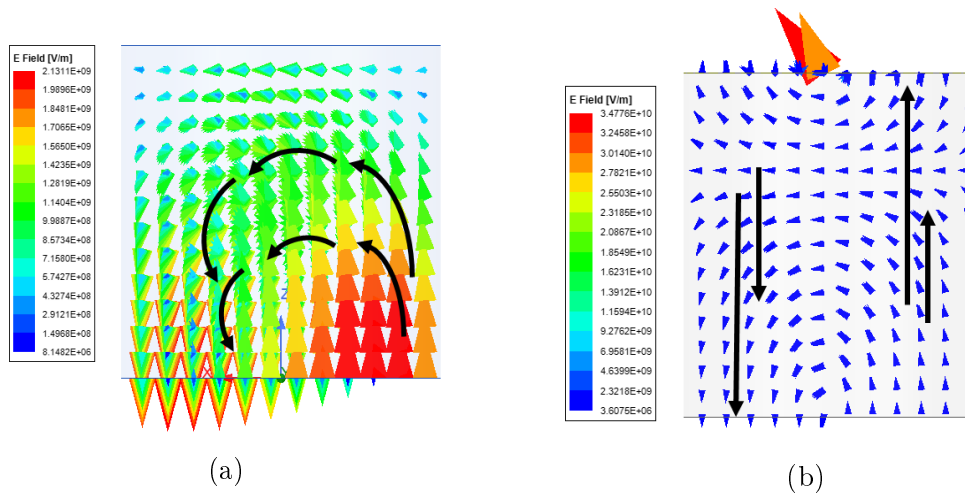 E Field [V/m]
2.1311E+09
1.9896E+09
1.8481E+09
1.7065E+09
1.5650E+09
1.4235E+09
1.2819E+09
1.1404E+09
9.9887E+08
8.5734E+08
7.1580E+08
5.7427E+08
4.3274E+08
2.9121E+08
1.4968E+08
8.1482E+06
Z
X
(a)
E Field [V/m]
3.4776E+10
3.2458E+10
3.0140E+10
2.7821E+10
2.5503E+10
2.3185E+10
2.0867E+10
1.8549E+10
1.6231E+10
1.3912E+10
1.1594E+10
9.2762E+09
6.9581E+09
4.6399E+09
2.3218E+09
3.6075E+06
(b)